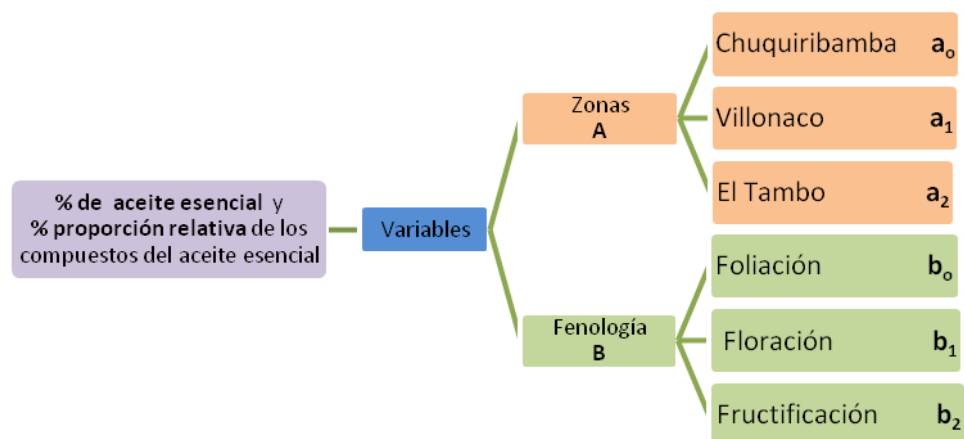 % de aceite esencial y
% proporción relativa de los
compuestos del aceite esencial
Variables
Zonas
A
Chuquiribamba a₀
Villonaco a₁
El Tambo a₂
Fenología
B
Foliación b₀
Floración b₁
Fructificación b₂